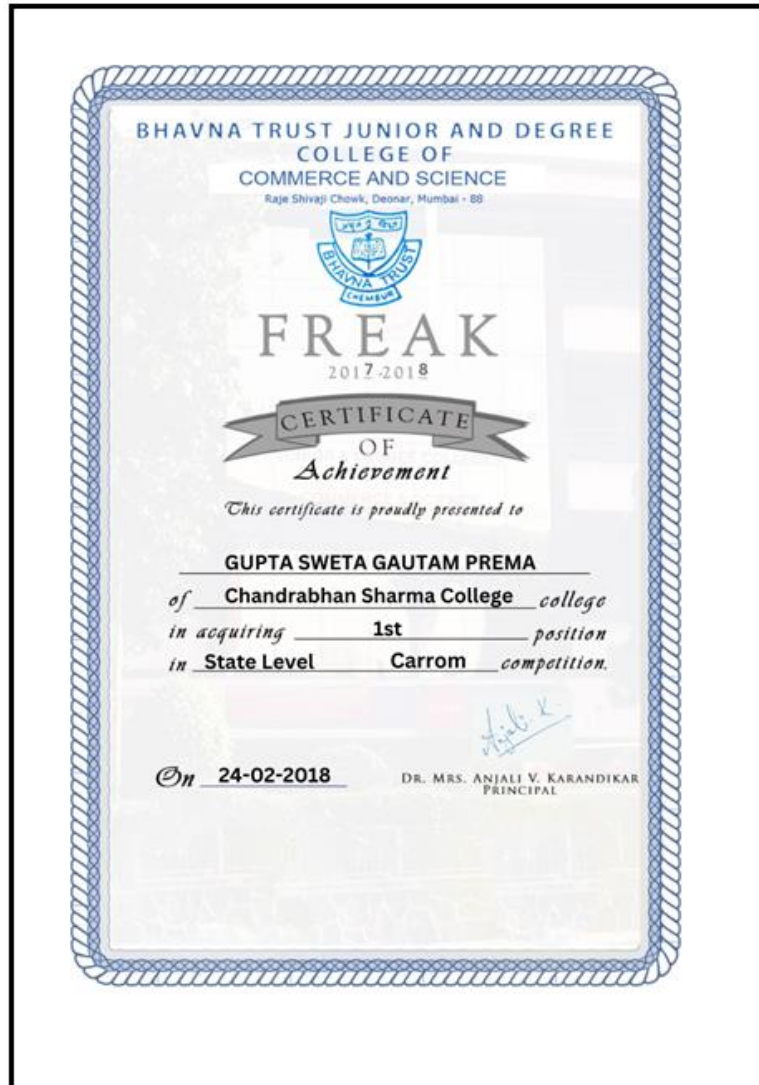 BHAVNA TRUST JUNIOR AND DEGREE
COLLEGE OF
COMMERCE AND SCIENCE
Raje Shivaji Chowk, Deonar, Mumbai - 88
BHAVNA TRUST
CHEMBUR
FREAK
2017-2018
CERTIFICATE
OF
Achievement
This certificate is proudly presented to
GUPTA SWETA GAUTAM PREMA
of Chandrabhan Sharma College college
in acquiring 1st position
in State Level Carrom competition.
Anjali. K.
On 24-02-2018
DR. MRS. ANJALI V. KARANDIKAR
PRINCIPAL